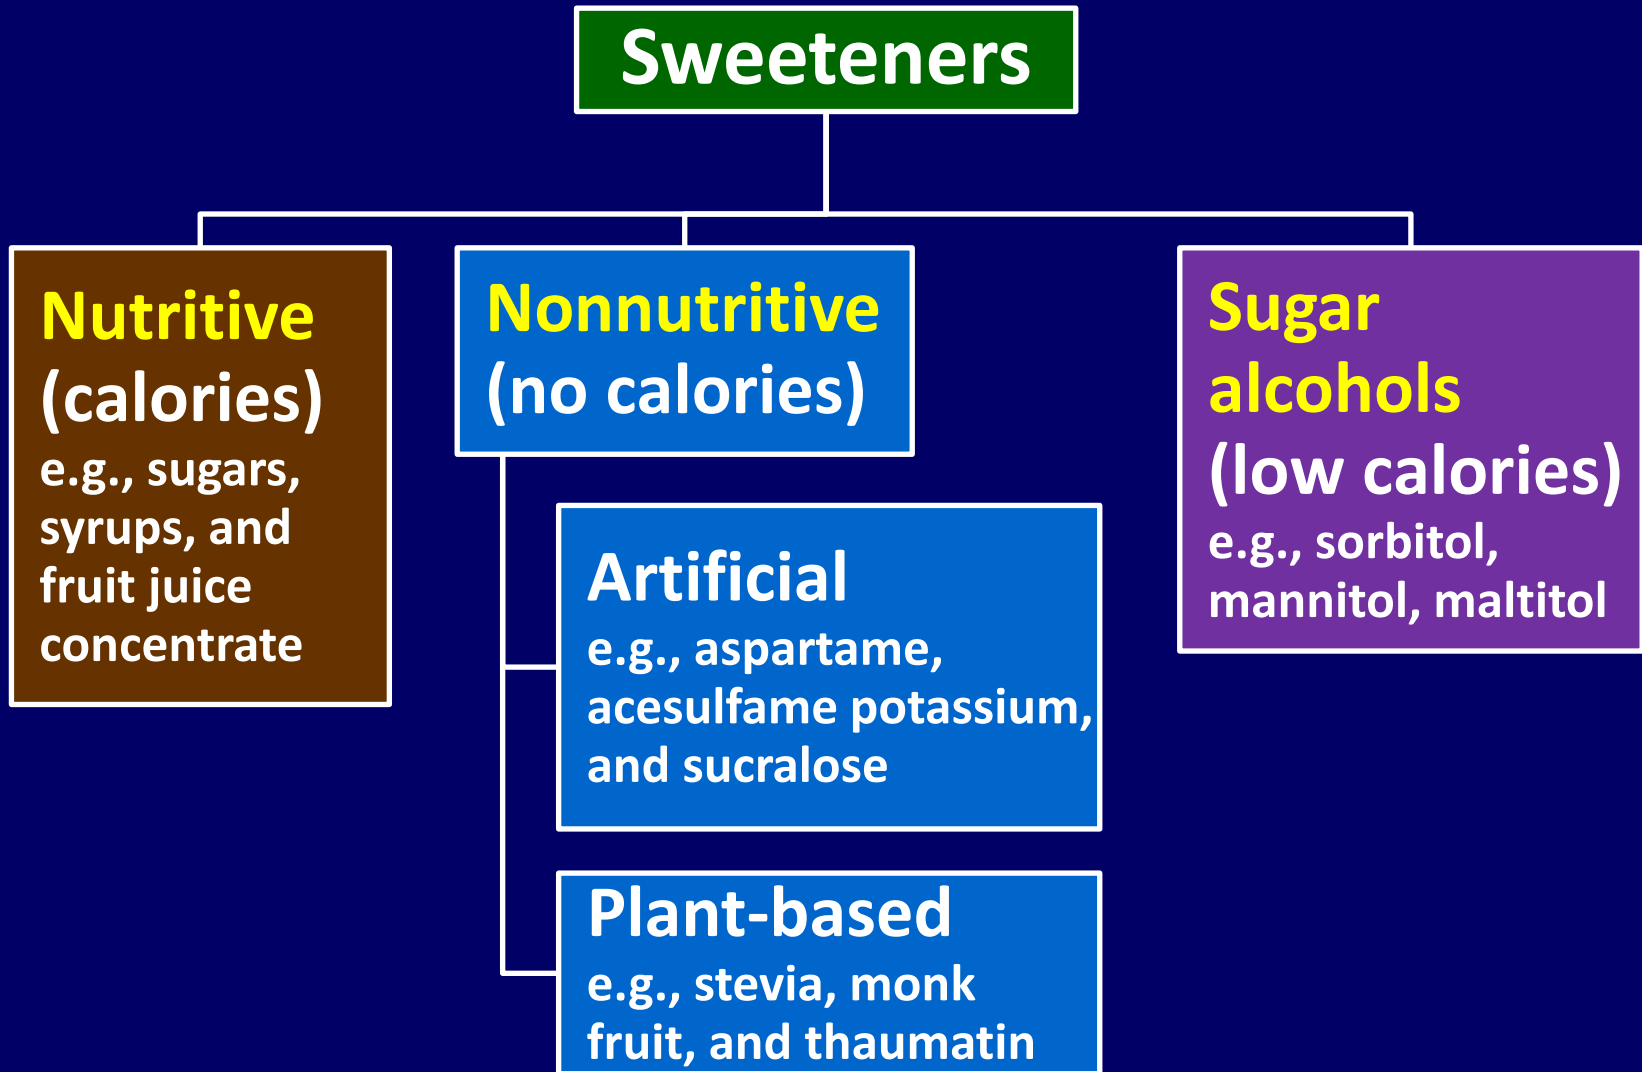 Sweeteners
Nutritive
(calories)
e.g., sugars,
syrups, and
fruit juice
concentrate
Nonnutritive
(no calories)
Artificial
e.g., aspartame,
acesulfame potassium,
and sucralose
Plant-based
e.g., stevia, monk
fruit, and thaumatin
Sugar
alcohols
(low calories)
e.g., sorbitol,
mannitol, maltitol